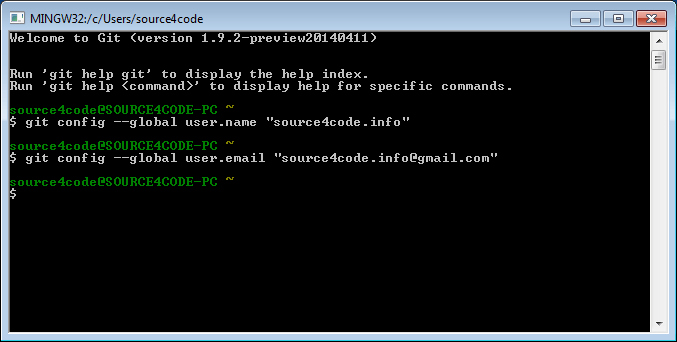 MINGW32:/c/Users/source4code
Welcome to Git (version 1.9.2-preview20140411)
Run 'git help git' to display the help index.
Run 'git help <command>' to display help for specific commands.
source4code@SOURCE4CODE-PC ~
$ git config --global user.name "source4code.info"
source4code@SOURCE4CODE-PC ~
$ git config --global user.email "source4code.info@gmail.com"
source4code@SOURCE4CODE-PC ~
$